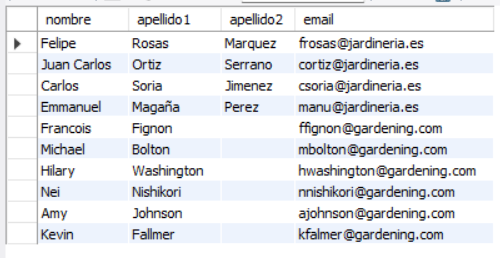 nombre apellido1 apellido2 email
Felipe Rosas Marquez frosas@jardineria.es
Juan Carlos Ortiz Serrano cortiz@jardineria.es
Carlos Soria Jimenez csoria@jardineria.es
Emmanuel Magaña Perez manu@jardineria.es
Francois Fignon ffignon@gardening.com
Michael Bolton mbolton@gardening.com
Hilary Washington hwashington@gardening.com
Nei Nishikori nnishikori@gardening.com
Amy Johnson ajohnson@gardening.com
Kevin Fallmer kfalmer@gardening.com